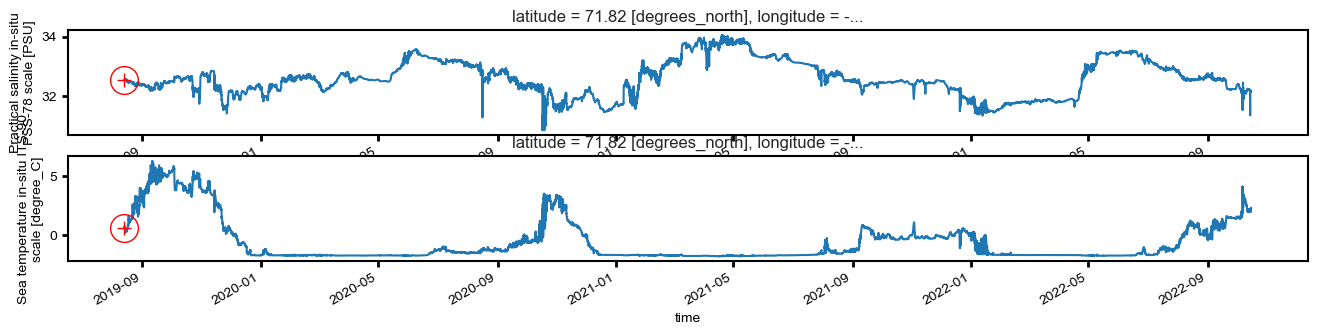 latitude = 71.82 [degrees_north], longitude = -...
Practical salinity in-situ
PSS-78 scale [PSU]
34
32
latitude = 71.82 [degrees_north], longitude = -...
Sea temperature in-situ ITS-90
scale [degree_C]
5
0
2019-09
2020-01
2020-05
2020-09
2021-01
2021-05
2021-09
2022-01
2022-05
2022-09
time